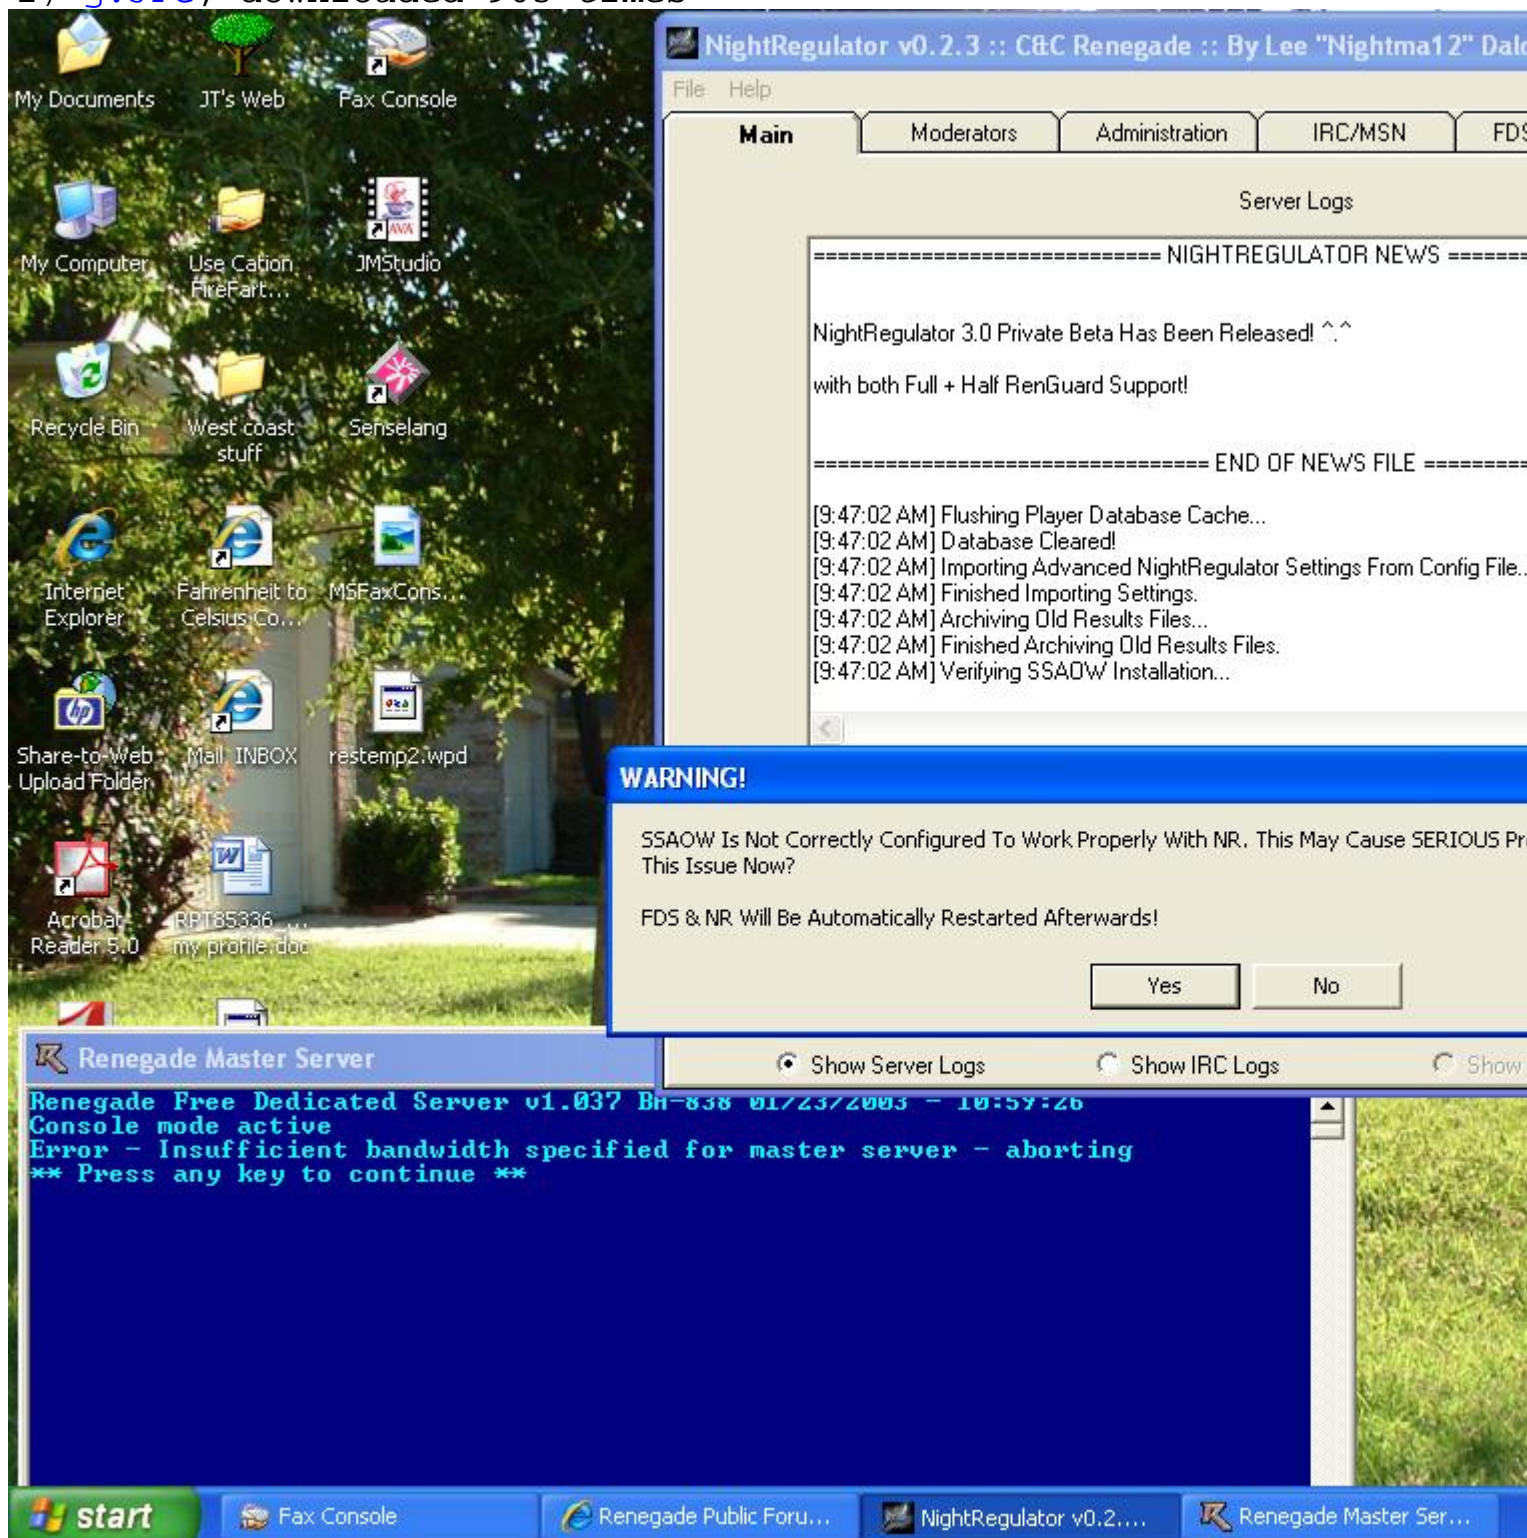 My Documents
JT's Web
Fax Console
My Computer
Use Cation
FireFart...
JMStudio
JAVA
Recycle Bin
West coast
stuff
Senselang
Internet
Explorer
Fahrenheit to
Celsius Co...
MSFaxCons...
Share-to-Web
Upload Folder
Mail INBOX
restemp2.wpd
Acrobat
Reader 5.0
RPT85336_...
my profile.doc
NightRegulator v0.2.3 :: C&C Renegade :: By Lee "Nightma12"
File Help
Main Moderators Administration IRC/MSN
Server Logs
============================= NIGHTREGULATOR NEWS =======
NightRegulator 3.0 Private Beta Has Been Released! ^.^
with both Full + Half RenGuard Support!
================================= END OF NEWS FILE =========
[9:47:02 AM] Flushing Player Database Cache...
[9:47:02 AM] Database Cleared!
[9:47:02 AM] Importing Advanced NightRegulator Settings From Config File...
[9:47:02 AM] Finished Importing Settings.
[9:47:02 AM] Archiving Old Results Files...
[9:47:02 AM] Finished Archiving Old Results Files.
[9:47:02 AM] Verifying SSAOW Installation...
WARNING!
SSAOW Is Not Correctly Configured To Work Properly With NR. This May Cause SERIOUS
This Issue Now?
FDS & NR Will Be Automatically Restarted Afterwards!
Yes No
Show Server Logs Show IRC Logs Show
Renegade Master Server
Renegade Free Dedicated Server v1.037 BH-838 01/23/2003 - 10:59:26
Console mode active
Error - Insufficient bandwidth specified for master server - aborting
** Press any key to continue **
start Fax Console Renegade Public Foru... NightRegulator v0.2.... Renegade Master Ser...